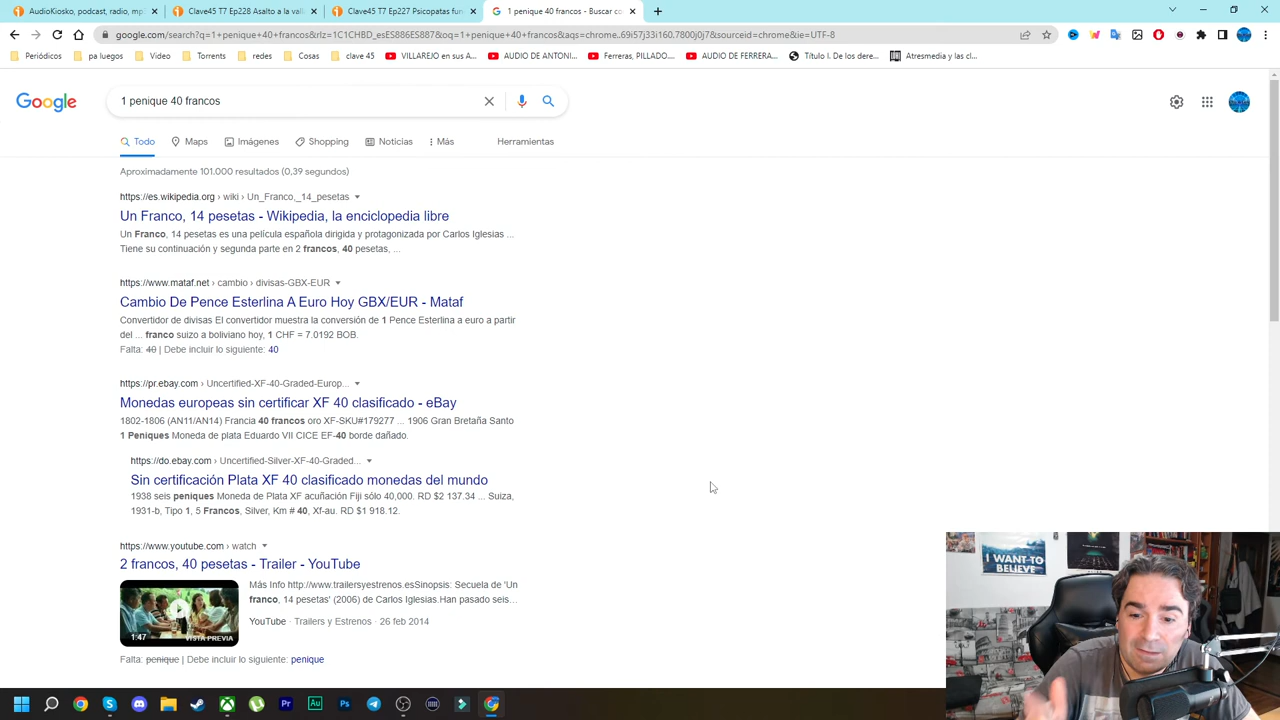 AudioKiosko, podcast, radio, mp
Clave45 T7 Ep228 Asalto a la vall
Clave45 T7 Ep227 Psicopatas fun
1 penique 40 francos - Buscar co
google.com/search?q=1+penique+40+francos&rlz=1C1CHBD_esES886ES887&oq=1+penique+40+francos&aqs=chrome..69i57j33i160.7800j0j7&sourceid=chrome&ie=UTF-8
Periódicos
pa luegos
Video
Torrents
redes
Cosas
clave 45
VILLAREJO en sus A...
AUDIO DE ANTONI...
Ferreras, PILLADO....
AUDIO DE FERRERA...
Título I. De los dere...
Atresmedia y las cl...
Google
1 penique 40 francos
Todo
Maps
Imágenes
Shopping
Noticias
Más
Herramientas
Aproximadamente 101.000 resultados (0,39 segundos)
https://es.wikipedia.org › wiki › Un_Franco,_14_pesetas
Un Franco, 14 pesetas - Wikipedia, la enciclopedia libre
Un Franco, 14 pesetas es una película española dirigida y protagonizada por Carlos Iglesias ...
Tiene su continuación y segunda parte en 2 francos, 40 pesetas, ...
https://www.mataf.net › cambio › divisas-GBX-EUR
Cambio De Pence Esterlina A Euro Hoy GBX/EUR - Mataf
Convertidor de divisas El convertidor muestra la conversión de 1 Pence Esterlina a euro a partir
del ... franco suizo a boliviano hoy, 1 CHF = 7.0192 BOB.
Falta: 40 | Debe incluir lo siguiente: 40
https://pr.ebay.com › Uncertified-XF-40-Graded-Europ...
Monedas europeas sin certificar XF 40 clasificado - eBay
1802-1806 (AN11/AN14) Francia 40 francos oro XF-SKU#179277 ... 1906 Gran Bretaña Santo
1 Peniques Moneda de plata Eduardo VII CICE EF-40 borde dañado.
https://do.ebay.com › Uncertified-Silver-XF-40-Graded...
Sin certificación Plata XF 40 clasificado monedas del mundo
1938 seis peniques Moneda de Plata XF acuñación Fiji sólo 40,000. RD $2 137.34 ... Suiza,
1931-b, Tipo 1, 5 Francos, Silver, Km # 40, Xf-au. RD $1 918.12.
https://www.youtube.com › watch
2 francos, 40 pesetas - Trailer - YouTube
Más Info http://www.trailersyestrenos.esSinopsis: Secuela de 'Un
franco, 14 pesetas' (2006) de Carlos Iglesias.Han pasado seis...
YouTube · Trailers y Estrenos · 26 feb 2014
1:47
VISTA PREVIA
Falta: penique | Debe incluir lo siguiente: penique
I WANT TO
BELIEVE